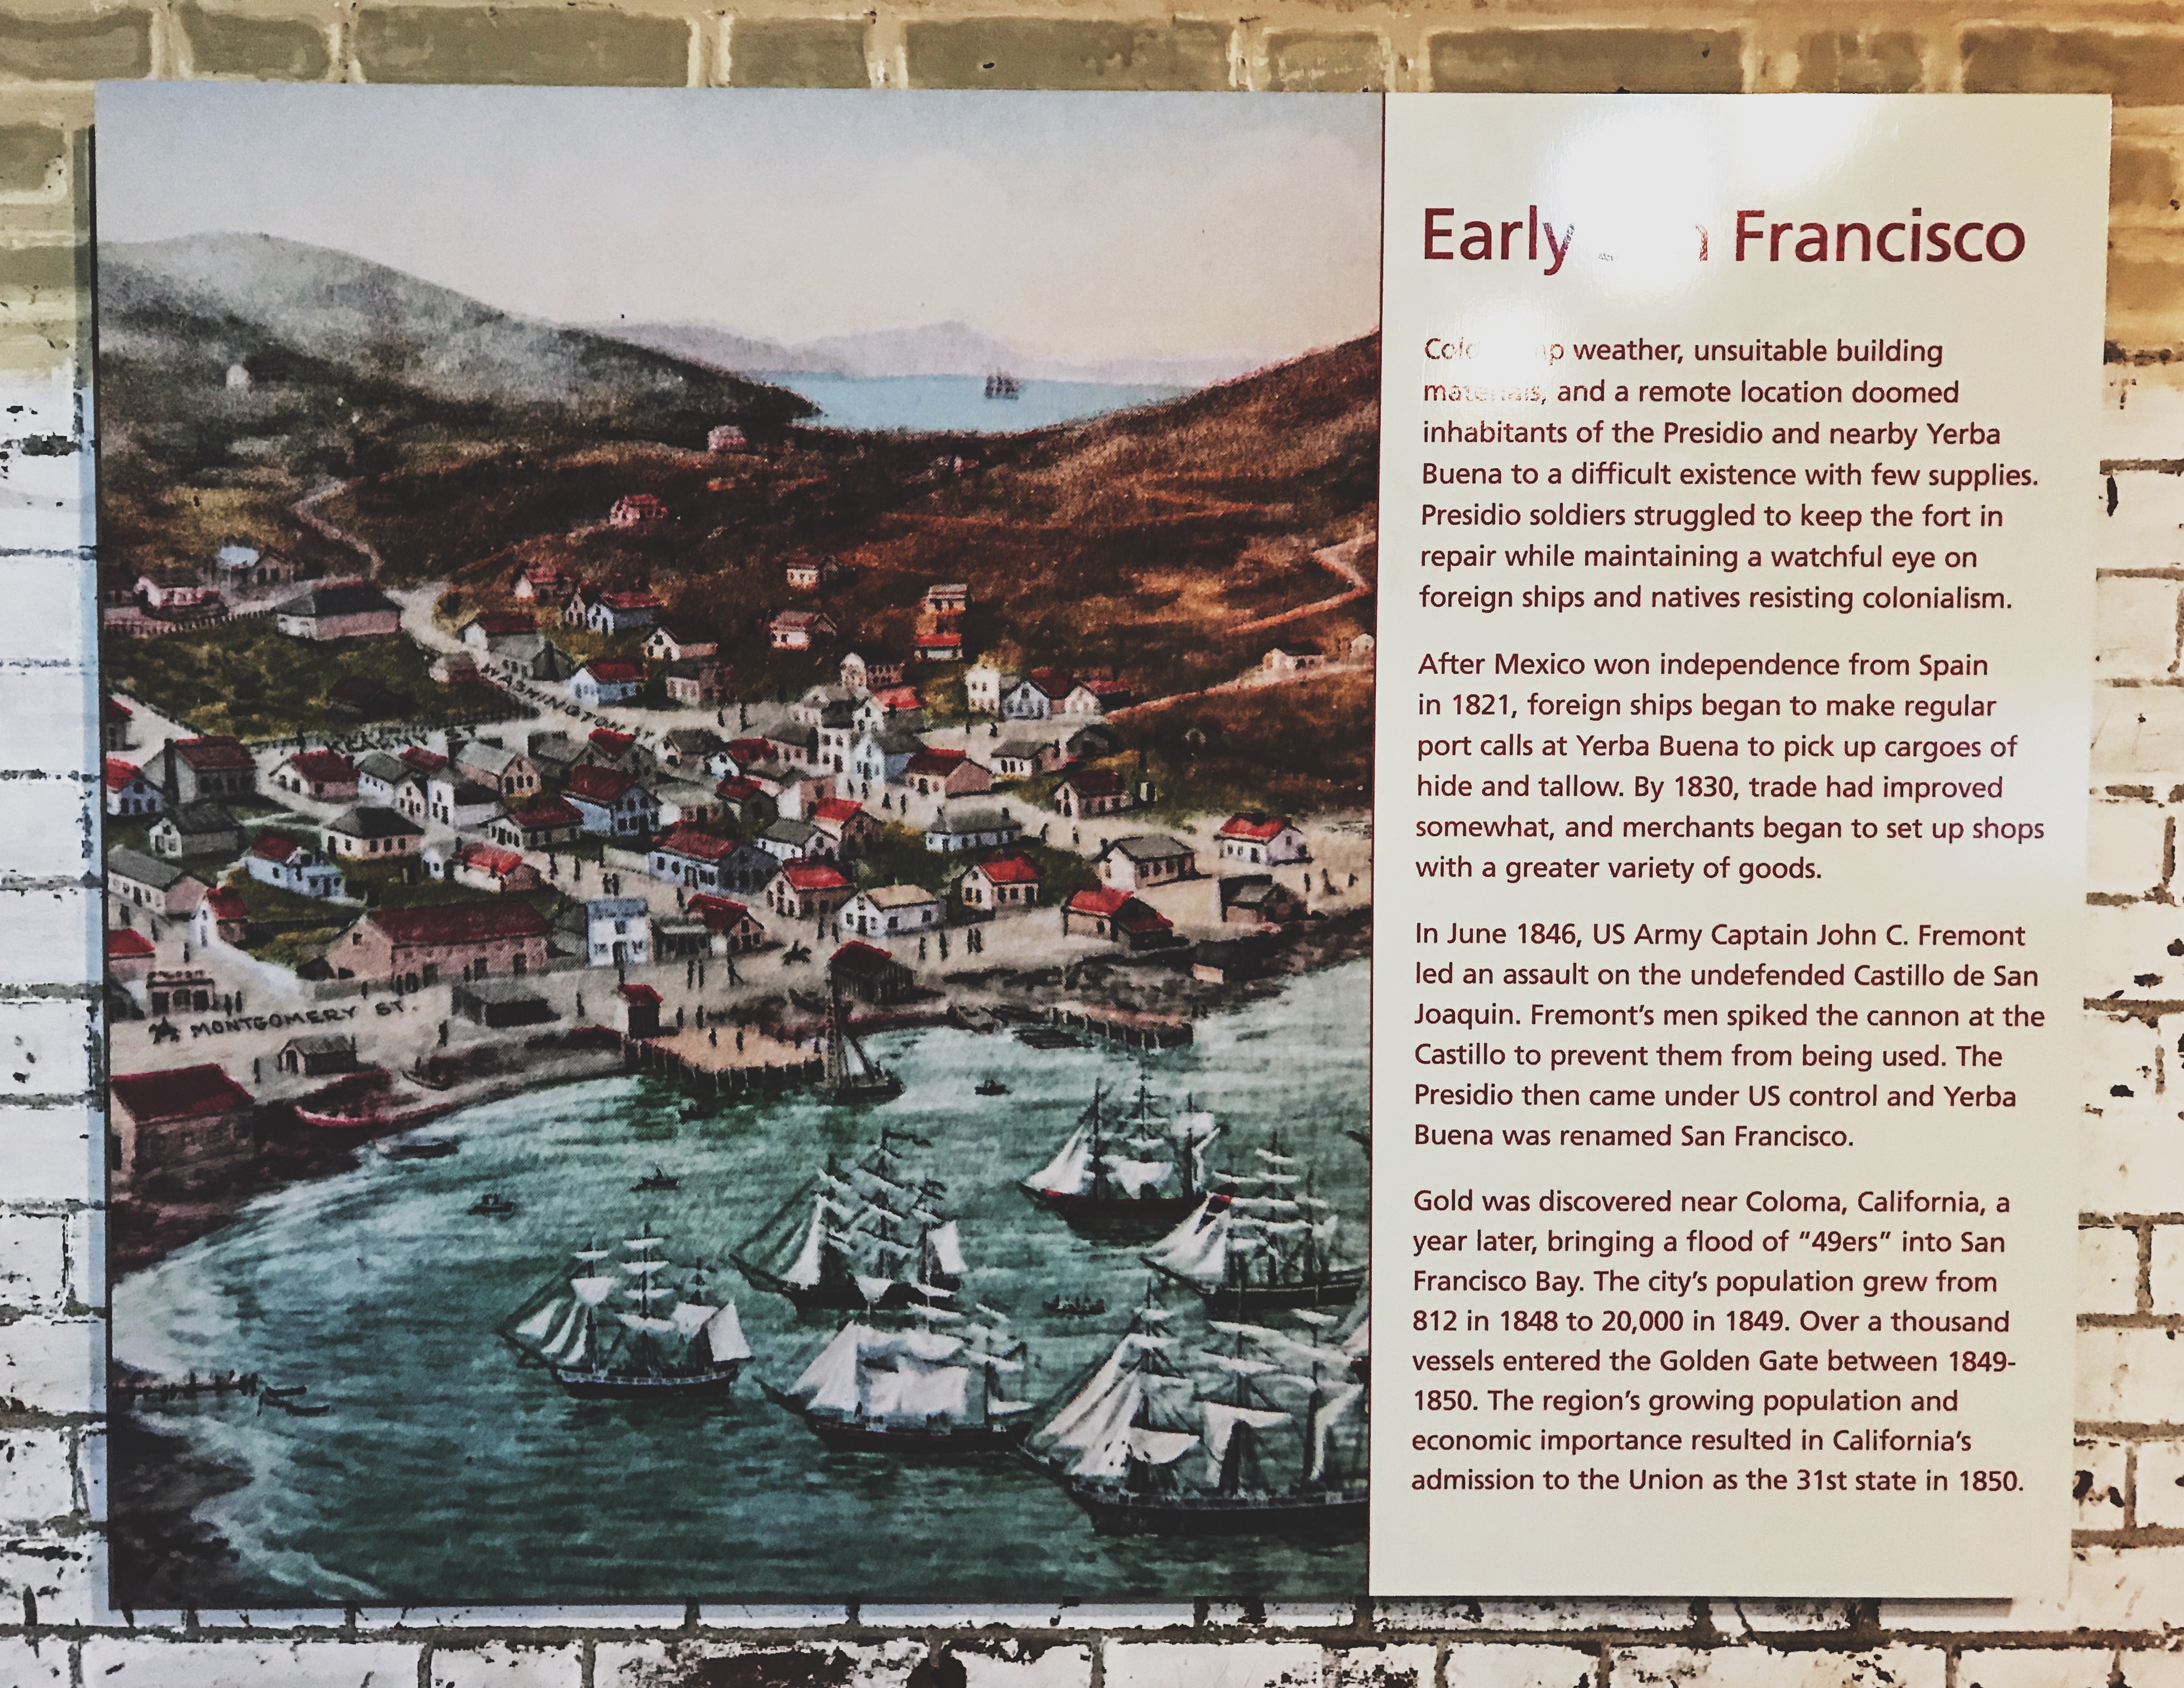 Early Francisco
weather, unsuitable building
materials, and a remote location doomed
inhabitants of the Presidio and nearby Yerba
Buena to a difficult existence with few supplies.
Presidio soldiers struggled to keep the fort in
repair while maintaining a watchful eye on
foreign ships and natives resisting colonialism.
After Mexico won independence from Spain
in 1821, foreign ships began to make regular
port calls at Yerba Buena to pick up cargoes of
hide and tallow. By 1830, trade had improved
somewhat, and merchants began to set up shops
with a greater variety of goods.
In June 1846, US Army Captain John C. Fremont
led an assault on the undefended Castillo de San
Joaquin. Fremont’s men spiked the cannon at the
Castillo to prevent them from being used. The
Presidio then came under US control and Yerba
Buena was renamed San Francisco.
Gold was discovered near Coloma, California, a
year later, bringing a flood of “49ers” into San
Francisco Bay. The city’s population grew from
812 in 1848 to 20,000 in 1849. Over a thousand
vessels entered the Golden Gate between 1849-
1850. The region’s growing population and
economic importance resulted in California’s
admission to the Union as the 31st state in 1850.
WASHINGTON
KEARNY ST
MONTGOMERY ST.